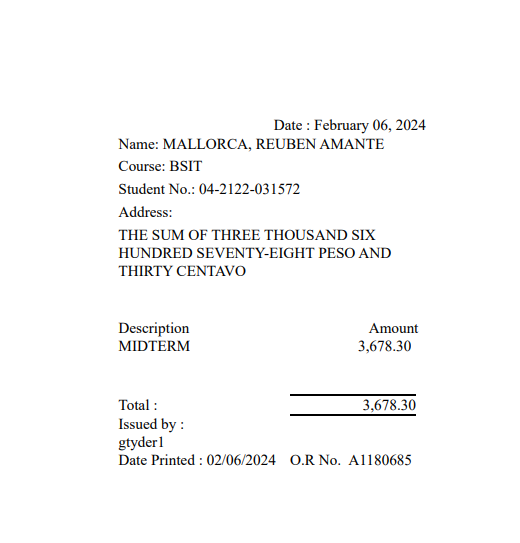 Date : February 06, 2024
Name: MALLORCA, REUBEN AMANTE
Course: BSIT
Student No.: 04-2122-031572
Address:
THE SUM OF THREE THOUSAND SIX
HUNDRED SEVENTY-EIGHT PESO AND
THIRTY CENTAVO
Description Amount
MIDTERM 3,678.30
Total : 3,678.30
Issued by :
gtyder1
Date Printed : 02/06/2024 O.R No. A1180685